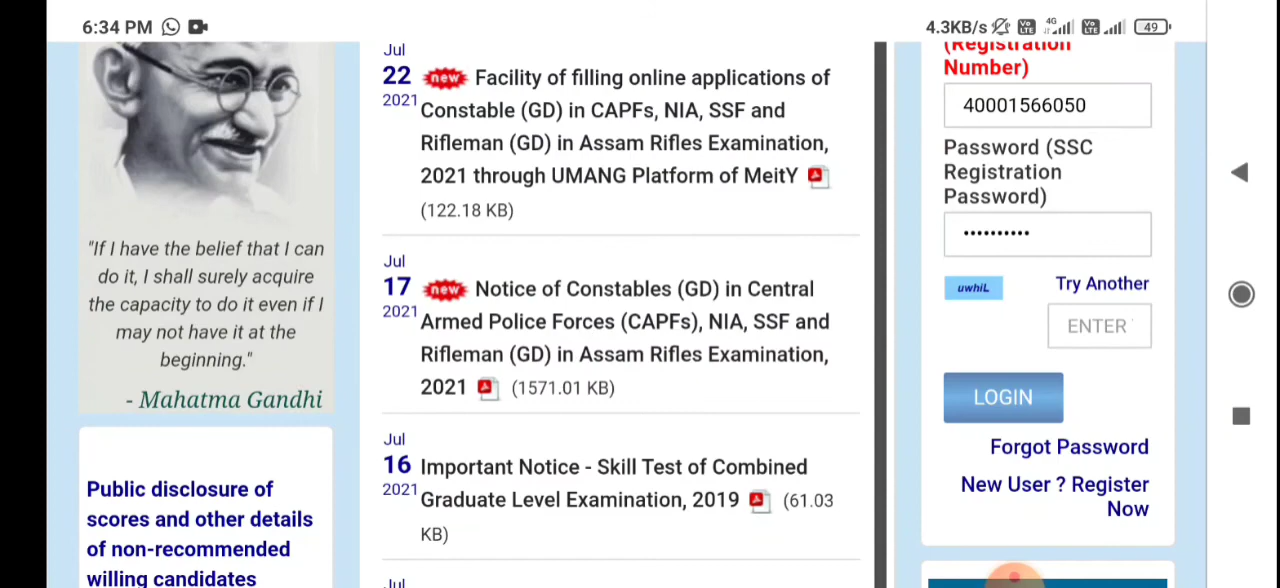 6:34 PM
4.3KB/s 4G 49
"If I have the belief that I can
do it, I shall surely acquire
the capacity to do it even if I
may not have it at the
beginning."
- Mahatma Gandhi
Public disclosure of
scores and other details
of non-recommended
willing candidates
Jul
22
2021
new Facility of filling online applications of
Constable (GD) in CAPFs, NIA, SSF and
Rifleman (GD) in Assam Rifles Examination,
2021 through UMANG Platform of MeitY
(122.18 KB)
Jul
17
2021
new Notice of Constables (GD) in Central
Armed Police Forces (CAPFs), NIA, SSF and
Rifleman (GD) in Assam Rifles Examination,
2021 (1571.01 KB)
Jul
16
2021
Important Notice - Skill Test of Combined
Graduate Level Examination, 2019 (61.03
KB)
Jul
(Registration
Number)
40001566050
Password (SSC
Registration
Password)
••••••••••
uwhiL Try Another
ENTER
LOGIN
Forgot Password
New User ? Register
Now